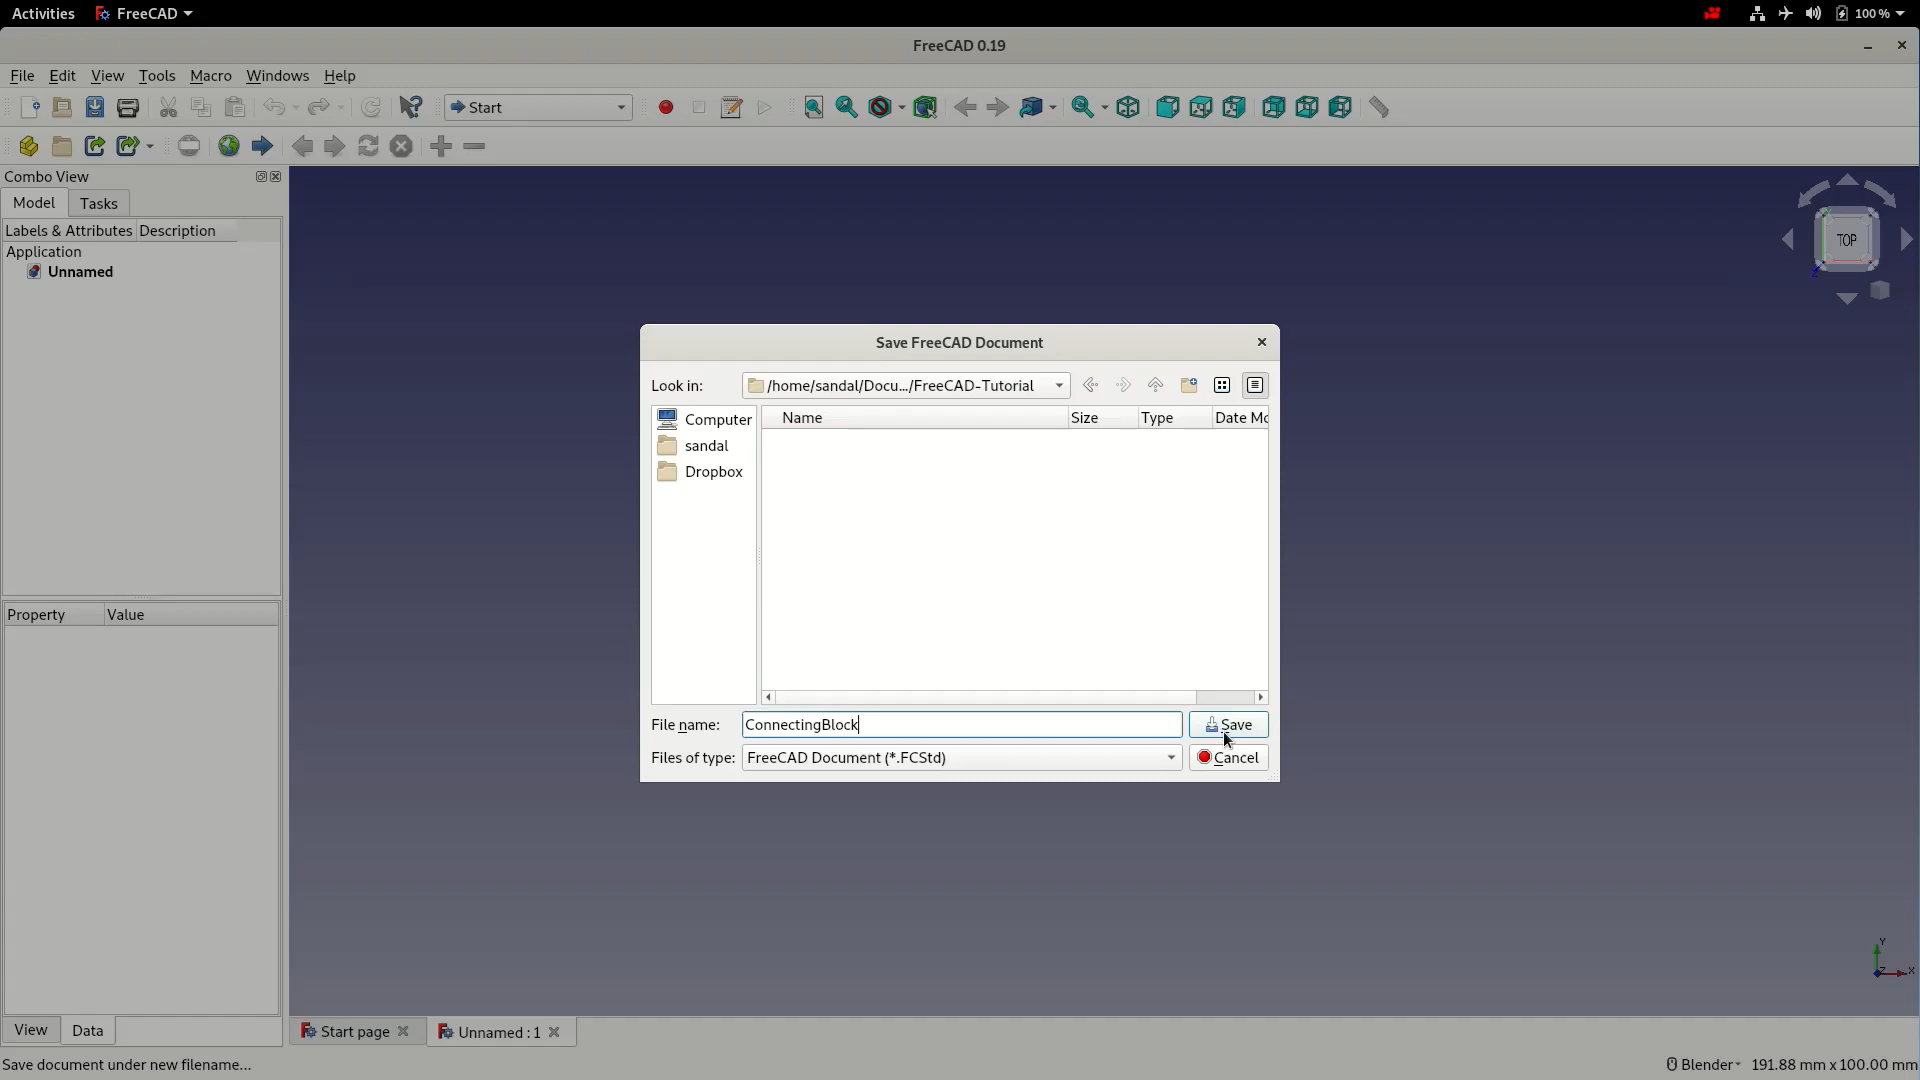 Activities FreeCAD 100 %
FreeCAD 0.19
File Edit View Tools Macro Windows Help
Start
Combo View
Model Tasks
Labels & Attributes Description
Application
Unnamed
TOP
Save FreeCAD Document
Look in: /home/sandal/Docu.../FreeCAD-Tutorial
Name Size Type Date Mo
Computer
sandal
Dropbox
Property Value
File name: ConnectingBlock Save
Files of type: FreeCAD Document (*.FCStd) Cancel
Y
Z X
View Data Start page Unnamed : 1
Save document under new filename... Blender 191.88 mm x 100.00 mm